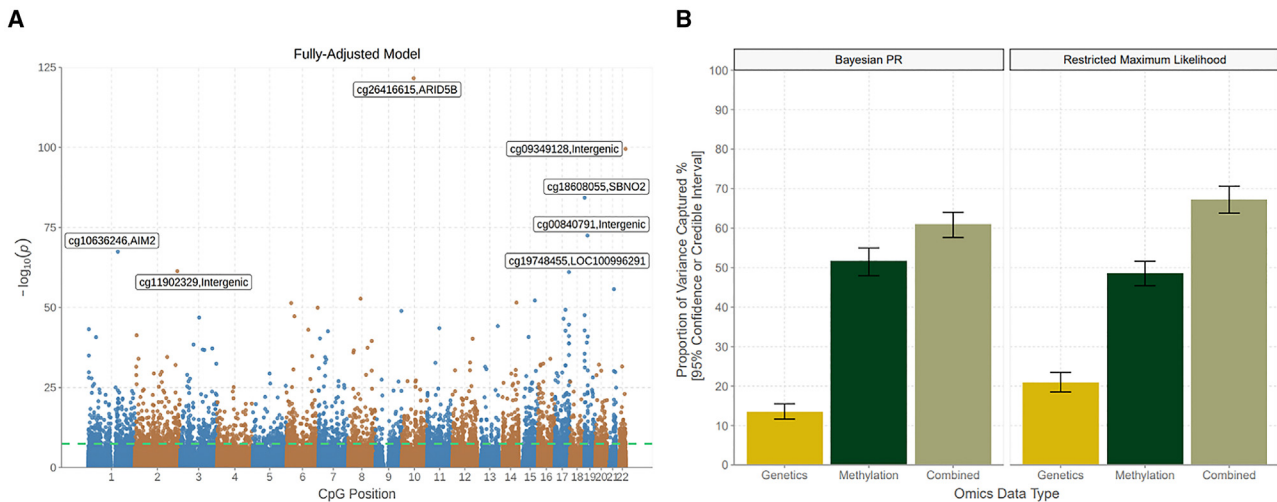 A
Fully-Adjusted Model
125
100
75
50
25
0
− log10(p)
cg26416615,ARID5B
cg09349128,Intergenic
cg18608055,SBNO2
cg00840791,Intergenic
cg10636246,AIM2
cg19748455,LOC100996291
cg11902329,Intergenic
1 2 3 4 5 6 7 8 9 10 11 12 13 14 15 16 17 18 19 20 21 22
CpG Position
B
Bayesian PR
Restricted Maximum Likelihood
Proportion of Variance Captured %
[95% Confidence or Credible Interval]
100
90
80
70
60
50
40
30
20
10
0
Genetics Methylation Combined
Genetics Methylation Combined
Omics Data Type